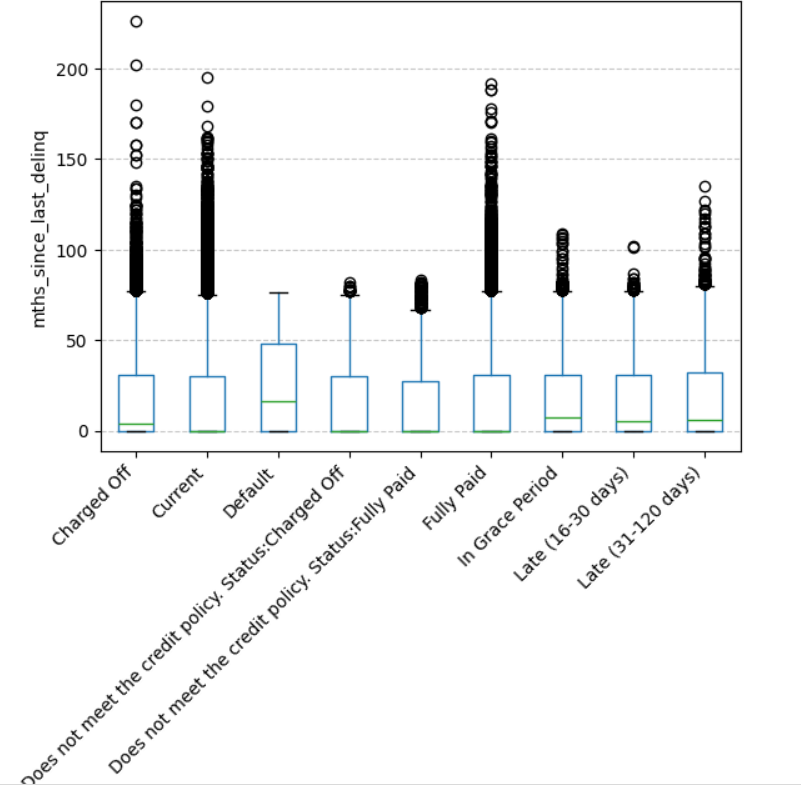 200
150
100
50
0
mths_since_last_delinq
Charged Off
Current
Default
Does not meet the credit policy. Status:Charged Off
Does not meet the credit policy. Status:Fully Paid
Fully Paid
In Grace Period
Late (16-30 days)
Late (31-120 days)